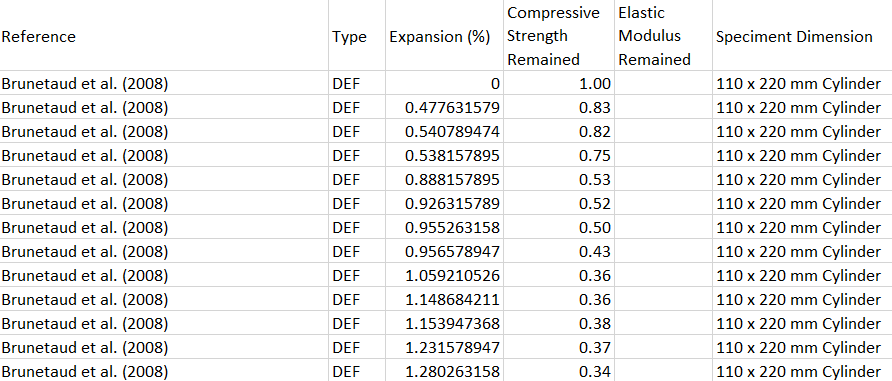 Reference Type Expansion (%) Compressive Strength Remained Elastic Modulus Remained Speciment Dimension
Brunetaud et al. (2008) DEF 0 1.00 110 x 220 mm Cylinder
Brunetaud et al. (2008) DEF 0.477631579 0.83 110 x 220 mm Cylinder
Brunetaud et al. (2008) DEF 0.540789474 0.82 110 x 220 mm Cylinder
Brunetaud et al. (2008) DEF 0.538157895 0.75 110 x 220 mm Cylinder
Brunetaud et al. (2008) DEF 0.888157895 0.53 110 x 220 mm Cylinder
Brunetaud et al. (2008) DEF 0.926315789 0.52 110 x 220 mm Cylinder
Brunetaud et al. (2008) DEF 0.955263158 0.50 110 x 220 mm Cylinder
Brunetaud et al. (2008) DEF 0.956578947 0.43 110 x 220 mm Cylinder
Brunetaud et al. (2008) DEF 1.059210526 0.36 110 x 220 mm Cylinder
Brunetaud et al. (2008) DEF 1.148684211 0.36 110 x 220 mm Cylinder
Brunetaud et al. (2008) DEF 1.153947368 0.38 110 x 220 mm Cylinder
Brunetaud et al. (2008) DEF 1.231578947 0.37 110 x 220 mm Cylinder
Brunetaud et al. (2008) DEF 1.280263158 0.34 110 x 220 mm Cylinder